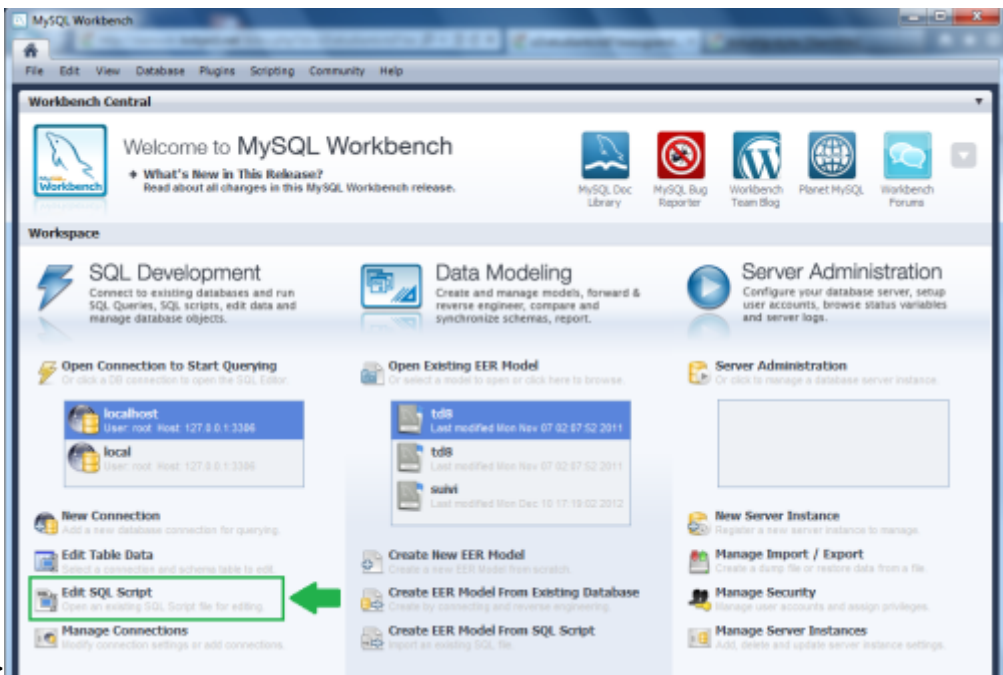 MySQL Workbench
File Edit View Database Plugins Scripting Community Help
Workbench Central
Welcome to MySQL Workbench
What's New in This Release?
Read about all changes in this MySQL Workbench release.
MySQL
Workbench
MySQL Doc
Library
MySQL Bug
Reporter
Workbench
Team Blog
Planet MySQL
Workbench
Forums
Workspace
SQL Development
Connect to existing databases and run
SQL Queries, SQL scripts, edit data and
manage database objects.
Open Connection to Start Querying
Or click a DB connection to open the SQL Editor.
localhost
User: root Host: 127.0.0.1:3306
local
User: root Host: 127.0.0.1:3306
New Connection
Add a new database connection for querying.
Edit Table Data
Select a connection and schema table to edit.
Edit SQL Script
Open an existing SQL Script file for editing.
Manage Connections
Modify connection settings or add connections.
Data Modeling
Create and manage models, forward &
reverse engineer, compare and
synchronize schemas, report.
Open Existing EER Model
Or select a model to open or click here to browse.
td8
Last modified Mon Nov 07 02:07:52 2011
td8
Last modified Mon Nov 07 02:07:52 2011
suivi
Last modified Mon Dec 10 17:19:02 2012
Create New EER Model
Create a new EER Model from scratch.
Create EER Model From Existing Database
Create by connecting and reverse engineering.
Create EER Model From SQL Script
Import an existing SQL file.
Server Administration
Configure your database server, setup
user accounts, browse status variables
and server logs.
Server Administration
Or click to manage a database server instance.
New Server Instance
Register a new server instance to manage.
Manage Import / Export
Create a dump file or restore data from a file.
Manage Security
Manage user accounts and assign privileges.
Manage Server Instances
Add, delete and update server instance settings.